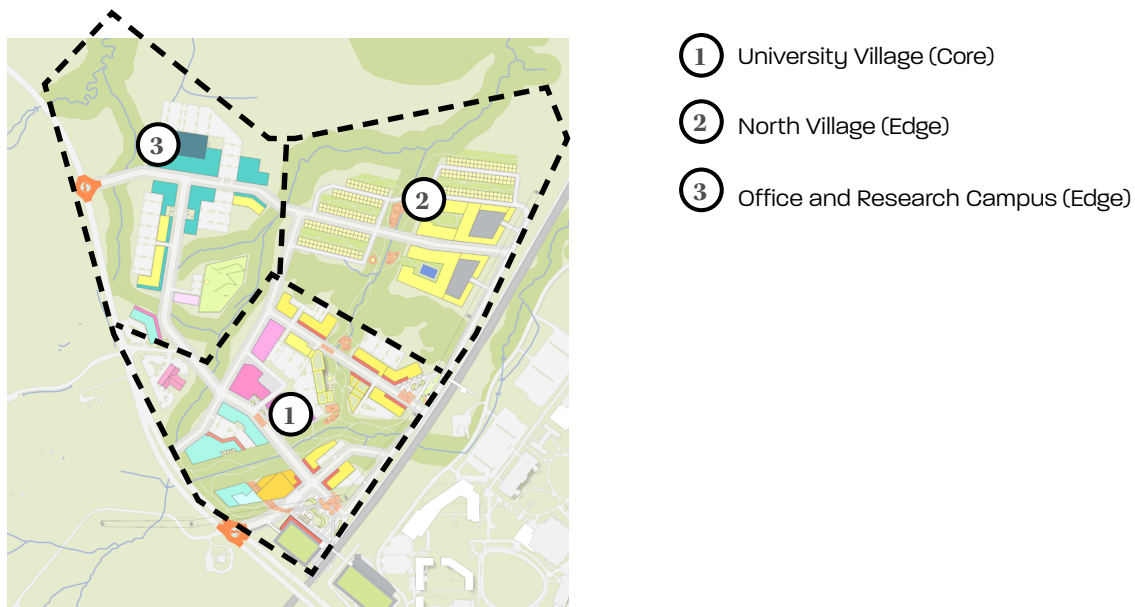 3
2
1
1 University Village (Core)
2 North Village (Edge)
3 Office and Research Campus (Edge)